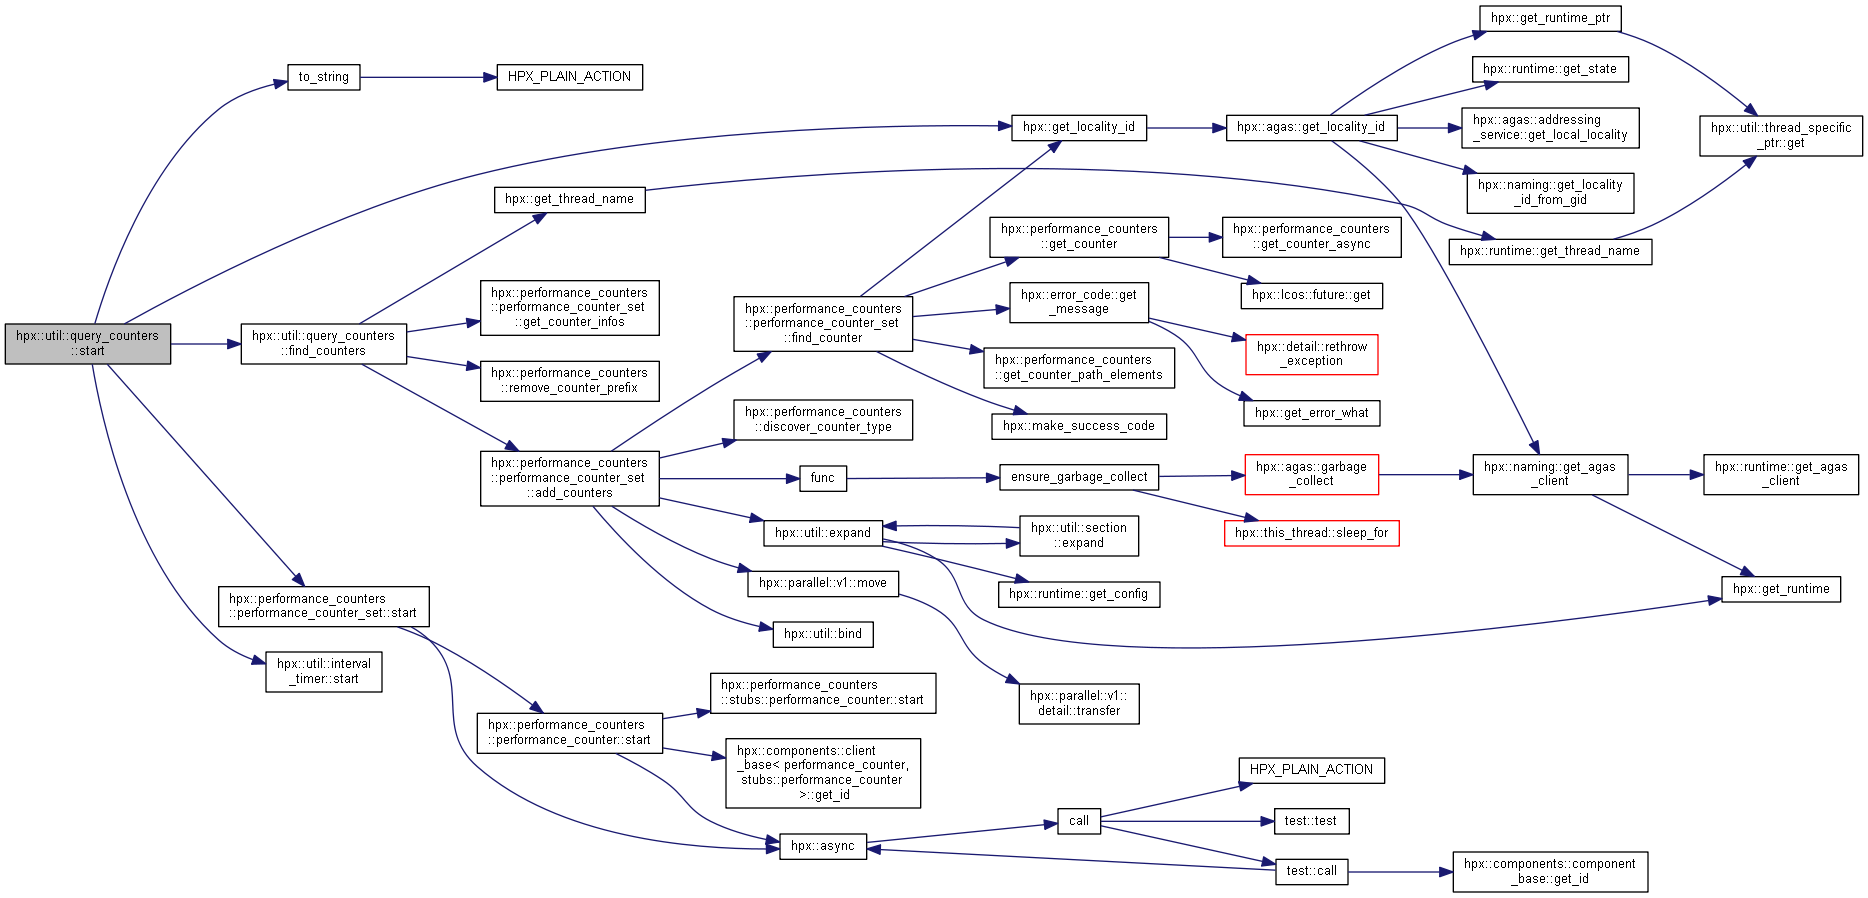 hpx::util::query_counters
::start
to_string
HPX_PLAIN_ACTION
hpx::util::query_counters
::find_counters
hpx::performance_counters
::performance_counter_set::start
hpx::util::interval
_timer::start
hpx::get_thread_name
hpx::performance_counters
::performance_counter_set
::get_counter_infos
hpx::performance_counters
::remove_counter_prefix
hpx::performance_counters
::performance_counter_set
::add_counters
hpx::performance_counters
::performance_counter::start
hpx::performance_counters
::performance_counter_set
::find_counter
hpx::performance_counters
::discover_counter_type
func
hpx::util::expand
hpx::parallel::v1::move
hpx::util::bind
hpx::performance_counters
::stubs::performance_counter::start
hpx::components::client
_base< performance_counter,
stubs::performance_counter
>::get_id
hpx::async
hpx::get_locality_id
hpx::performance_counters
::get_counter
hpx::error_code::get
_message
hpx::performance_counters
::get_counter_path_elements
hpx::make_success_code
ensure_garbage_collect
hpx::util::section
::expand
hpx::runtime::get_config
hpx::parallel::v1::
detail::transfer
call
hpx::agas::get_locality_id
hpx::performance_counters
::get_counter_async
hpx::lcos::future::get
hpx::detail::rethrow
_exception
hpx::get_error_what
hpx::agas::garbage
_collect
hpx::this_thread::sleep_for
HPX_PLAIN_ACTION
test::test
test::call
hpx::get_runtime_ptr
hpx::runtime::get_state
hpx::agas::addressing
_service::get_local_locality
hpx::naming::get_locality
_id_from_gid
hpx::runtime::get_thread_name
hpx::naming::get_agas
_client
hpx::components::component
_base::get_id
hpx::util::thread_specific
_ptr::get
hpx::runtime::get_agas
_client
hpx::get_runtime